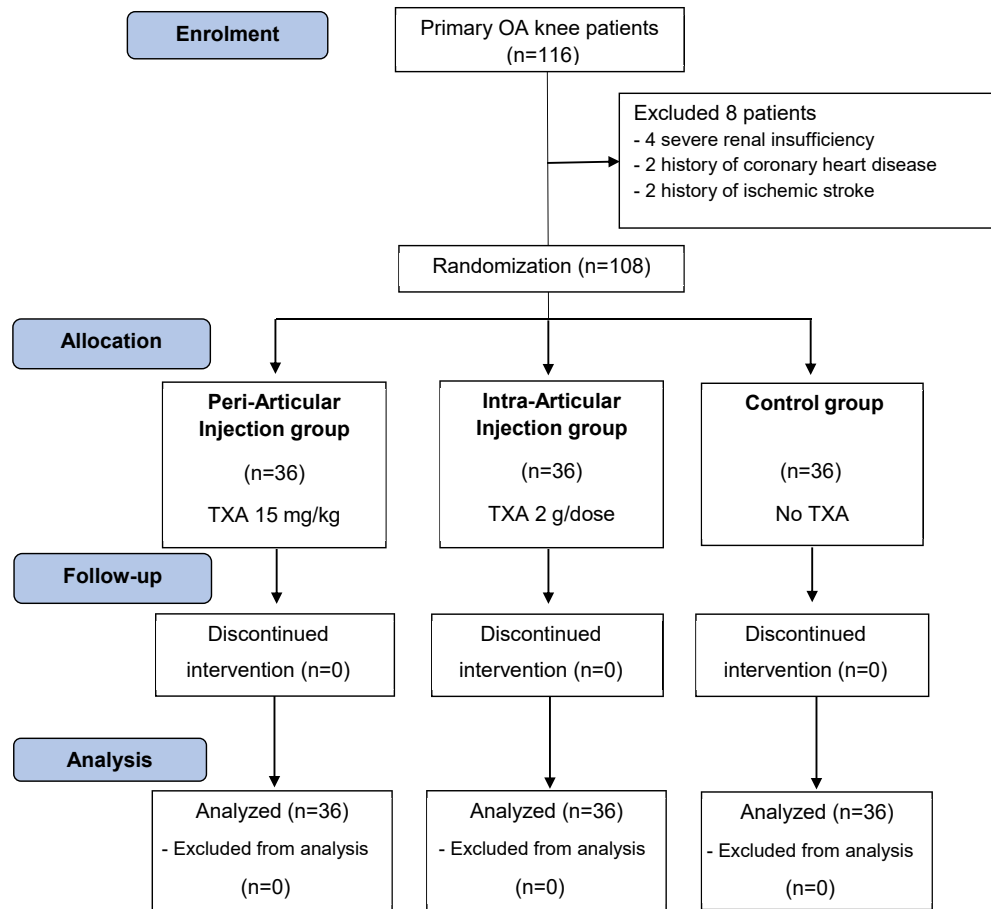 Enrolment
Primary OA knee patients
(n=116)
Excluded 8 patients
- 4 severe renal insufficiency
- 2 history of coronary heart disease
- 2 history of ischemic stroke
Randomization (n=108)
Allocation
Peri-Articular
Injection group
(n=36)
TXA 15 mg/kg
Intra-Articular
Injection group
(n=36)
TXA 2 g/dose
Control group
(n=36)
No TXA
Follow-up
Discontinued
intervention (n=0)
Discontinued
intervention (n=0)
Discontinued
intervention (n=0)
Analysis
Analyzed (n=36)
- Excluded from analysis
(n=0)
Analyzed (n=36)
- Excluded from analysis
(n=0)
Analyzed (n=36)
- Excluded from analysis
(n=0)